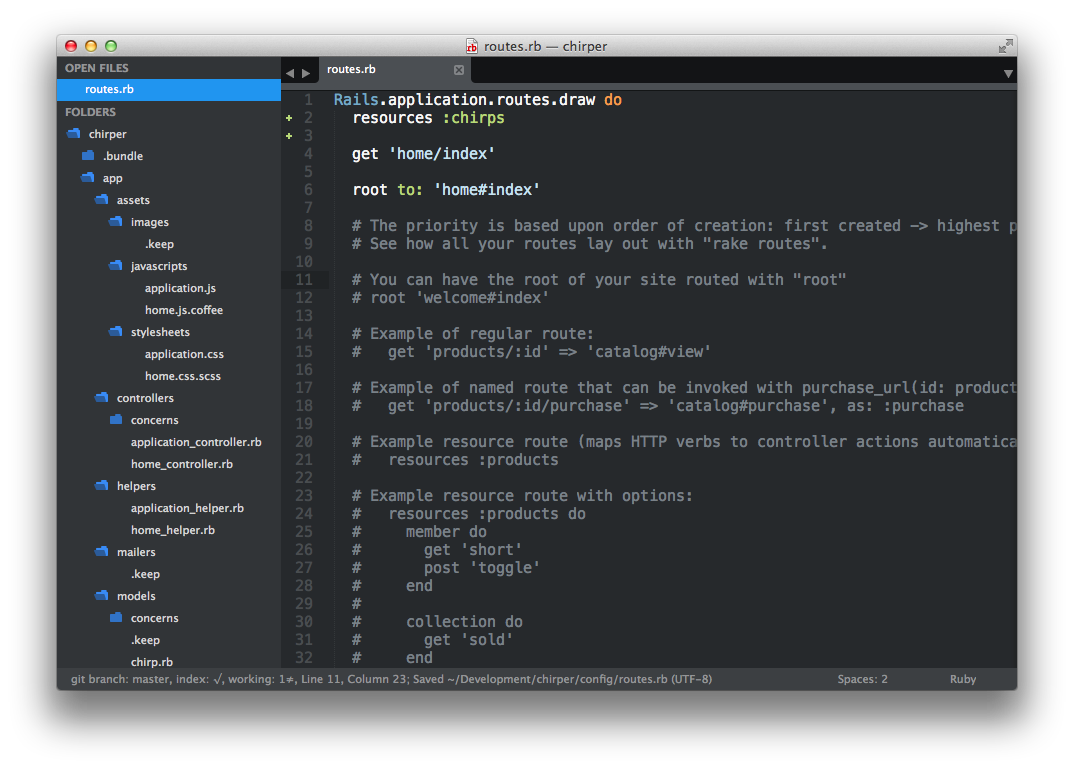 routes.rb — chirper
OPEN FILES
routes.rb
FOLDERS
chirper
.bundle
app
assets
images
.keep
javascripts
application.js
home.js.coffee
stylesheets
application.css
home.css.scss
controllers
concerns
application_controller.rb
home_controller.rb
helpers
application_helper.rb
home_helper.rb
mailers
.keep
models
concerns
.keep
chirp.rb
routes.rb
1 Rails.application.routes.draw do
+ 2   resources :chirps
+ 3
4   get 'home/index'
5
6   root to: 'home#index'
7
8   # The priority is based upon order of creation: first created -> highest p
9   # See how all your routes lay out with "rake routes".
10
11   # You can have the root of your site routed with "root"
12   # root 'welcome#index'
13
14   # Example of regular route:
15   #   get 'products/:id' => 'catalog#view'
16
17   # Example of named route that can be invoked with purchase_url(id: product
18   #   get 'products/:id/purchase' => 'catalog#purchase', as: :purchase
19
20   # Example resource route (maps HTTP verbs to controller actions automatica
21   #   resources :products
22
23   # Example resource route with options:
24   #   resources :products do
25   #     member do
26   #       get 'short'
27   #       post 'toggle'
28   #     end
29   #
30   #     collection do
31   #       get 'sold'
32   #     end
git branch: master, index: √, working: 1≠, Line 11, Column 23; Saved ~/Development/chirper/config/routes.rb (UTF-8)
Spaces: 2
Ruby